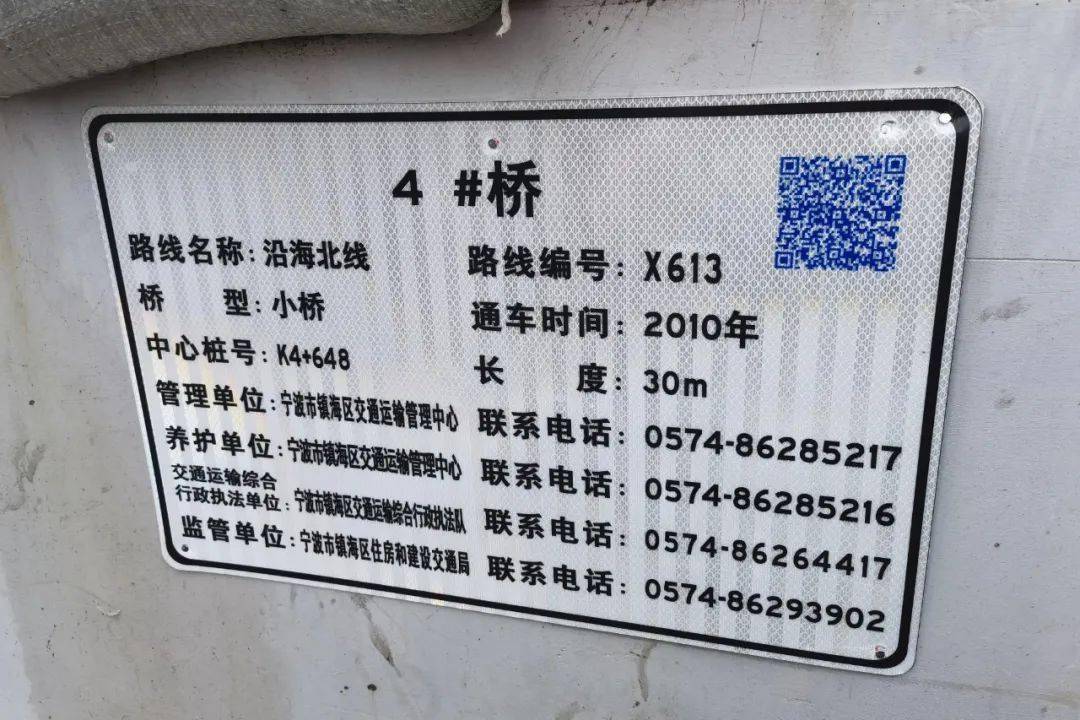 4 #桥
路线名称：沿海北线 路线编号：X613
桥 型：小桥 通车时间：2010年
中心桩号：K4+648 长 度：30m
管理单位：宁波市镇海区交通运输管理中心 联系电话：0574-86285217
养护单位：宁波市镇海区交通运输管理中心 联系电话：0574-86285216
交通运输综合
行政执法单位：宁波市镇海区交通运输综合行政执法队 联系电话：0574-86264417
监管单位：宁波市镇海区住房和建设交通局 联系电话：0574-86293902